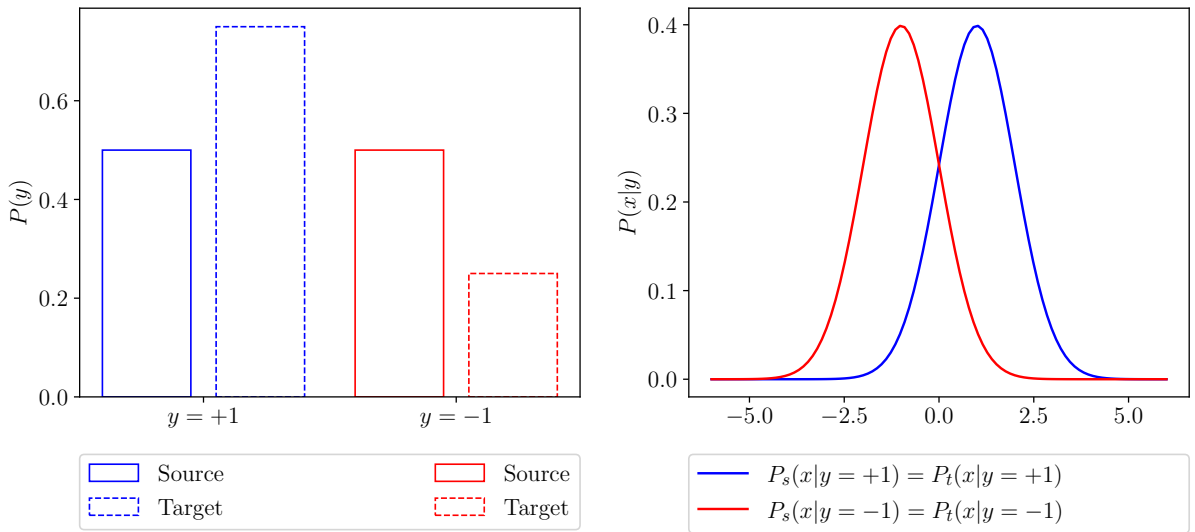 P(y)
0.6
0.4
0.2
0.0
y = +1
y = −1
Source
Target
Source
Target
P(x|y)
0.4
0.3
0.2
0.1
0.0
−5.0
−2.5
0.0
2.5
5.0
P_s(x|y = +1) = P_t(x|y = +1)
P_s(x|y = −1) = P_t(x|y = −1)